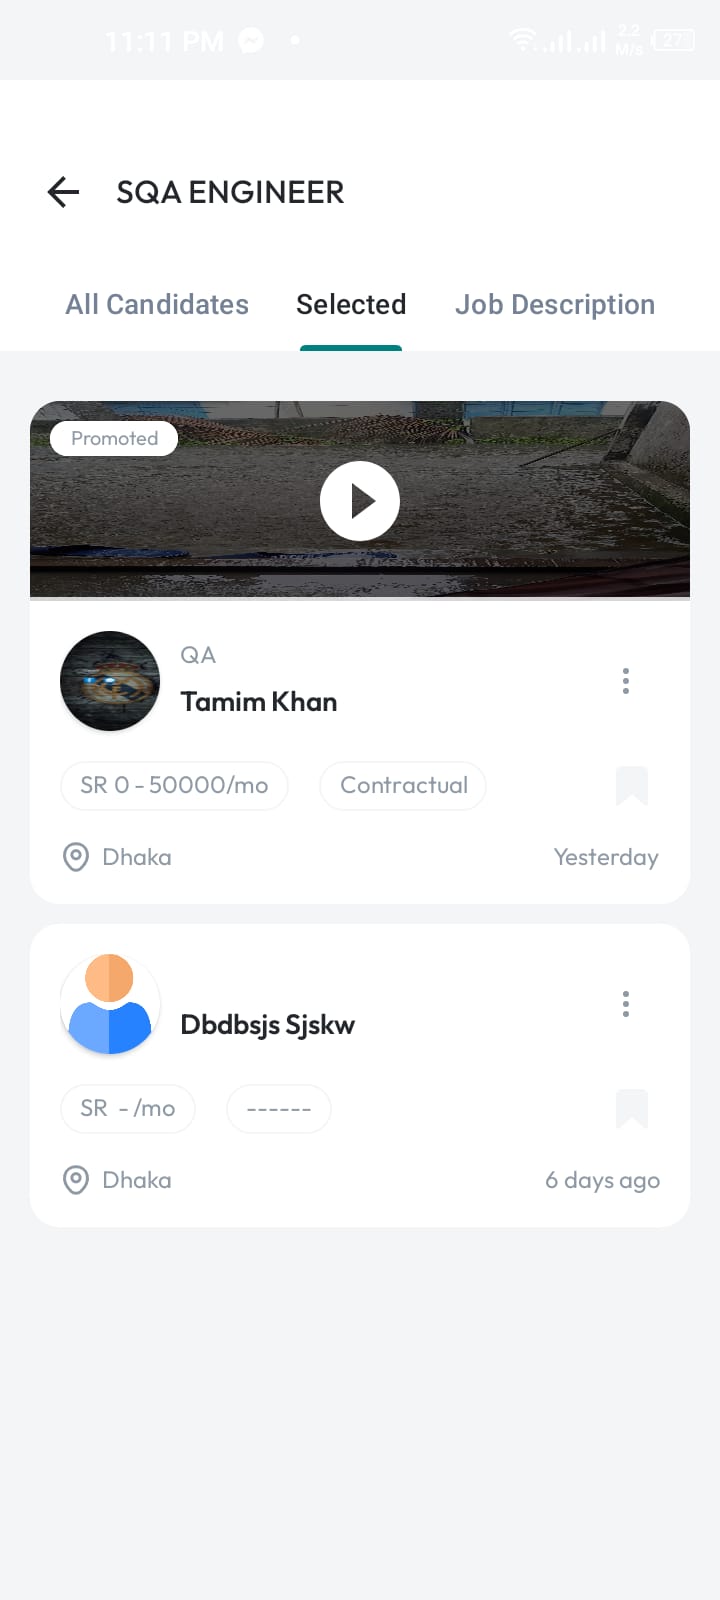 11:11 PM
2.2
M/s
27
SQA ENGINEER
All Candidates Selected Job Description
Promoted
QA
Tamim Khan
SR 0 - 50000/mo Contractual
Dhaka Yesterday
Dbdbsjs Sjskw
SR - /mo ------
Dhaka 6 days ago